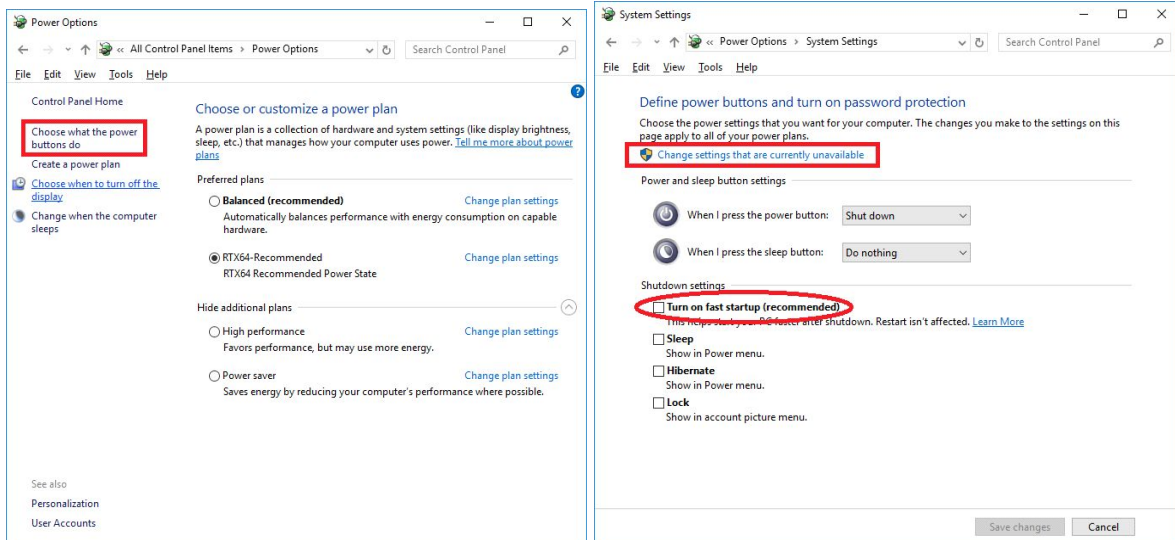 Power Options
« All Control Panel Items > Power Options
Search Control Panel
File Edit View Tools Help
Control Panel Home
Choose what the power
buttons do
Create a power plan
Choose when to turn off the
display
Change when the computer
sleeps
See also
Personalization
User Accounts
?
Choose or customize a power plan
A power plan is a collection of hardware and system settings (like display brightness,
sleep, etc.) that manages how your computer uses power. Tell me more about power
plans
Preferred plans
Balanced (recommended) Change plan settings
Automatically balances performance with energy consumption on capable
hardware.
RTX64-Recommended Change plan settings
RTX64 Recommended Power State
Hide additional plans
High performance Change plan settings
Favors performance, but may use more energy.
Power saver Change plan settings
Saves energy by reducing your computer's performance where possible.
System Settings
« Power Options > System Settings
Search Control Panel
File Edit View Tools Help
Define power buttons and turn on password protection
Choose the power settings that you want for your computer. The changes you make to the settings on this
page apply to all of your power plans.
Change settings that are currently unavailable
Power and sleep button settings
When I press the power button: Shut down
When I press the sleep button: Do nothing
Shutdown settings
Turn on fast startup (recommended)
This helps start your PC faster after shutdown. Restart isn't affected. Learn More
Sleep
Show in Power menu.
Hibernate
Show in Power menu.
Lock
Show in account picture menu.
Save changes Cancel